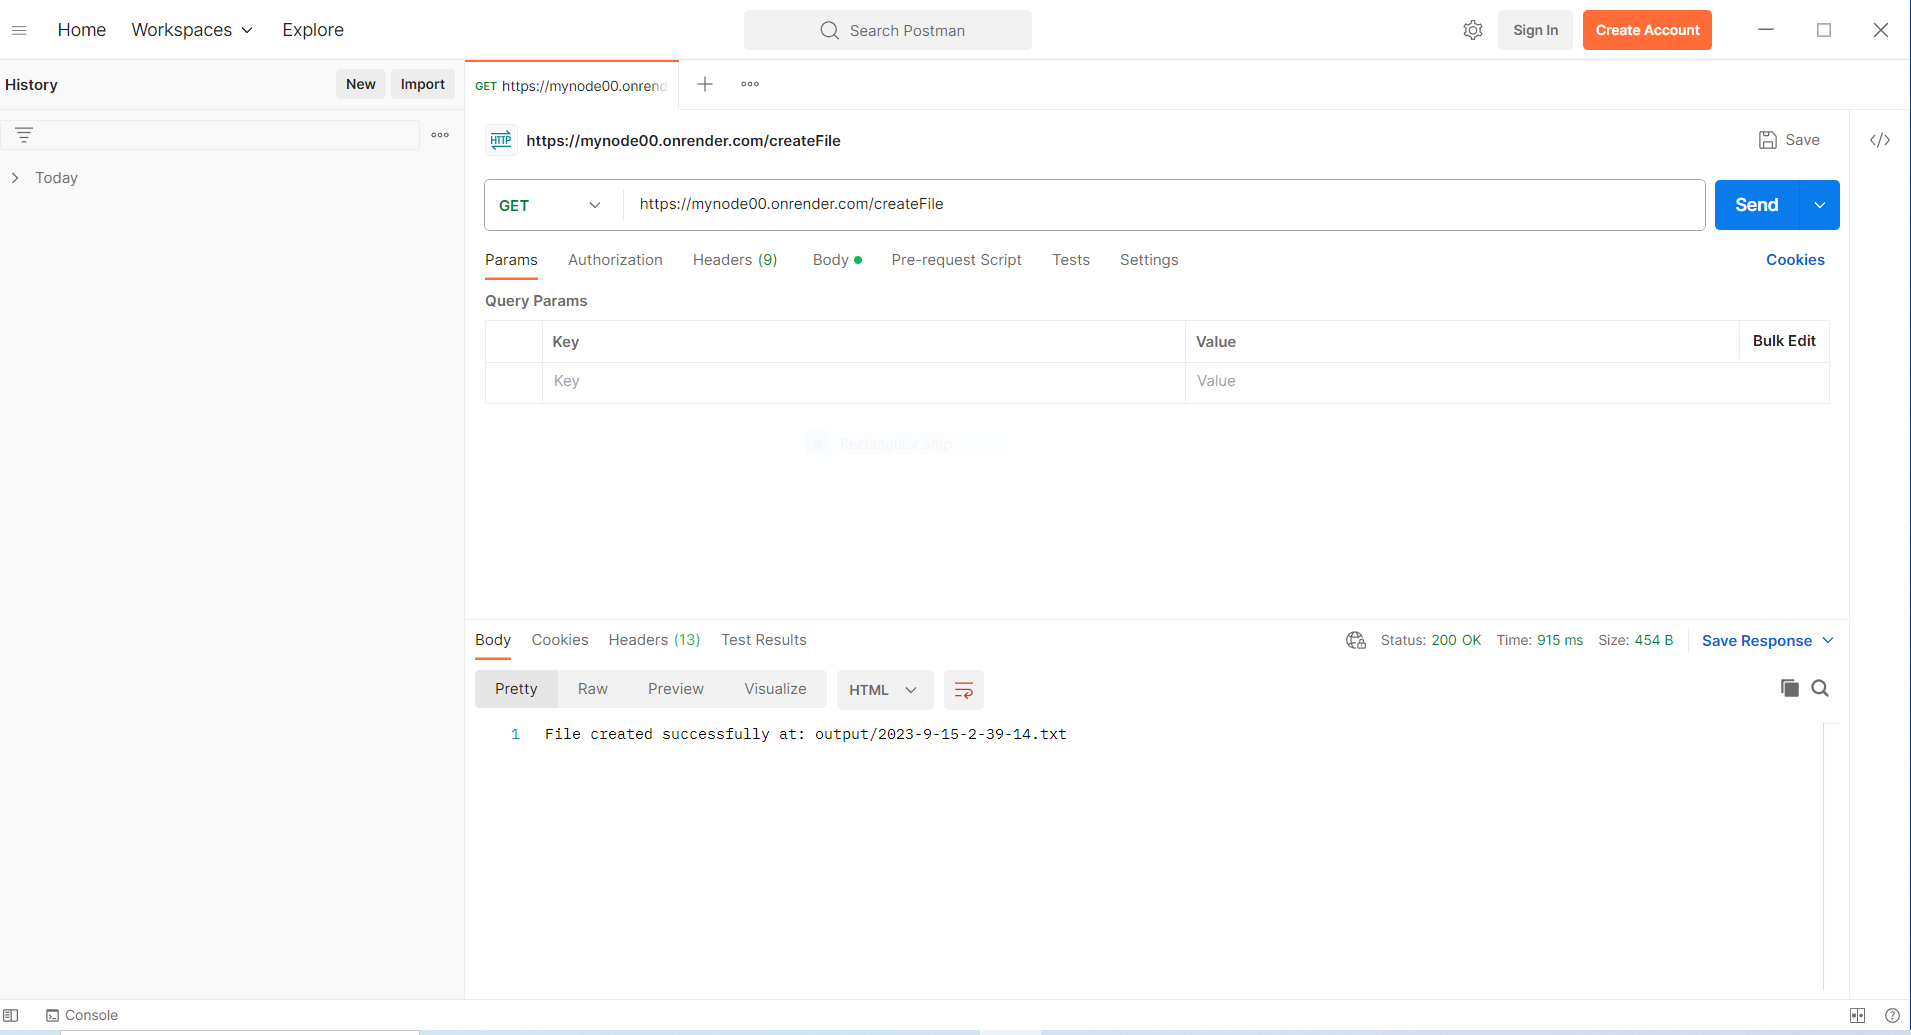 Home Workspaces Explore Search Postman Sign In Create Account
History New Import GET https://mynode00.onrend
HTTP https://mynode00.onrender.com/createFile Save
Today
GET https://mynode00.onrender.com/createFile Send
Params Authorization Headers (9) Body Pre-request Script Tests Settings Cookies
Query Params
Key Value Bulk Edit
Key Value
Rectangular Snip
Body Cookies Headers (13) Test Results Status: 200 OK Time: 915 ms Size: 454 B Save Response
Pretty Raw Preview Visualize HTML
1 File created successfully at: output/2023-9-15-2-39-14.txt
Console